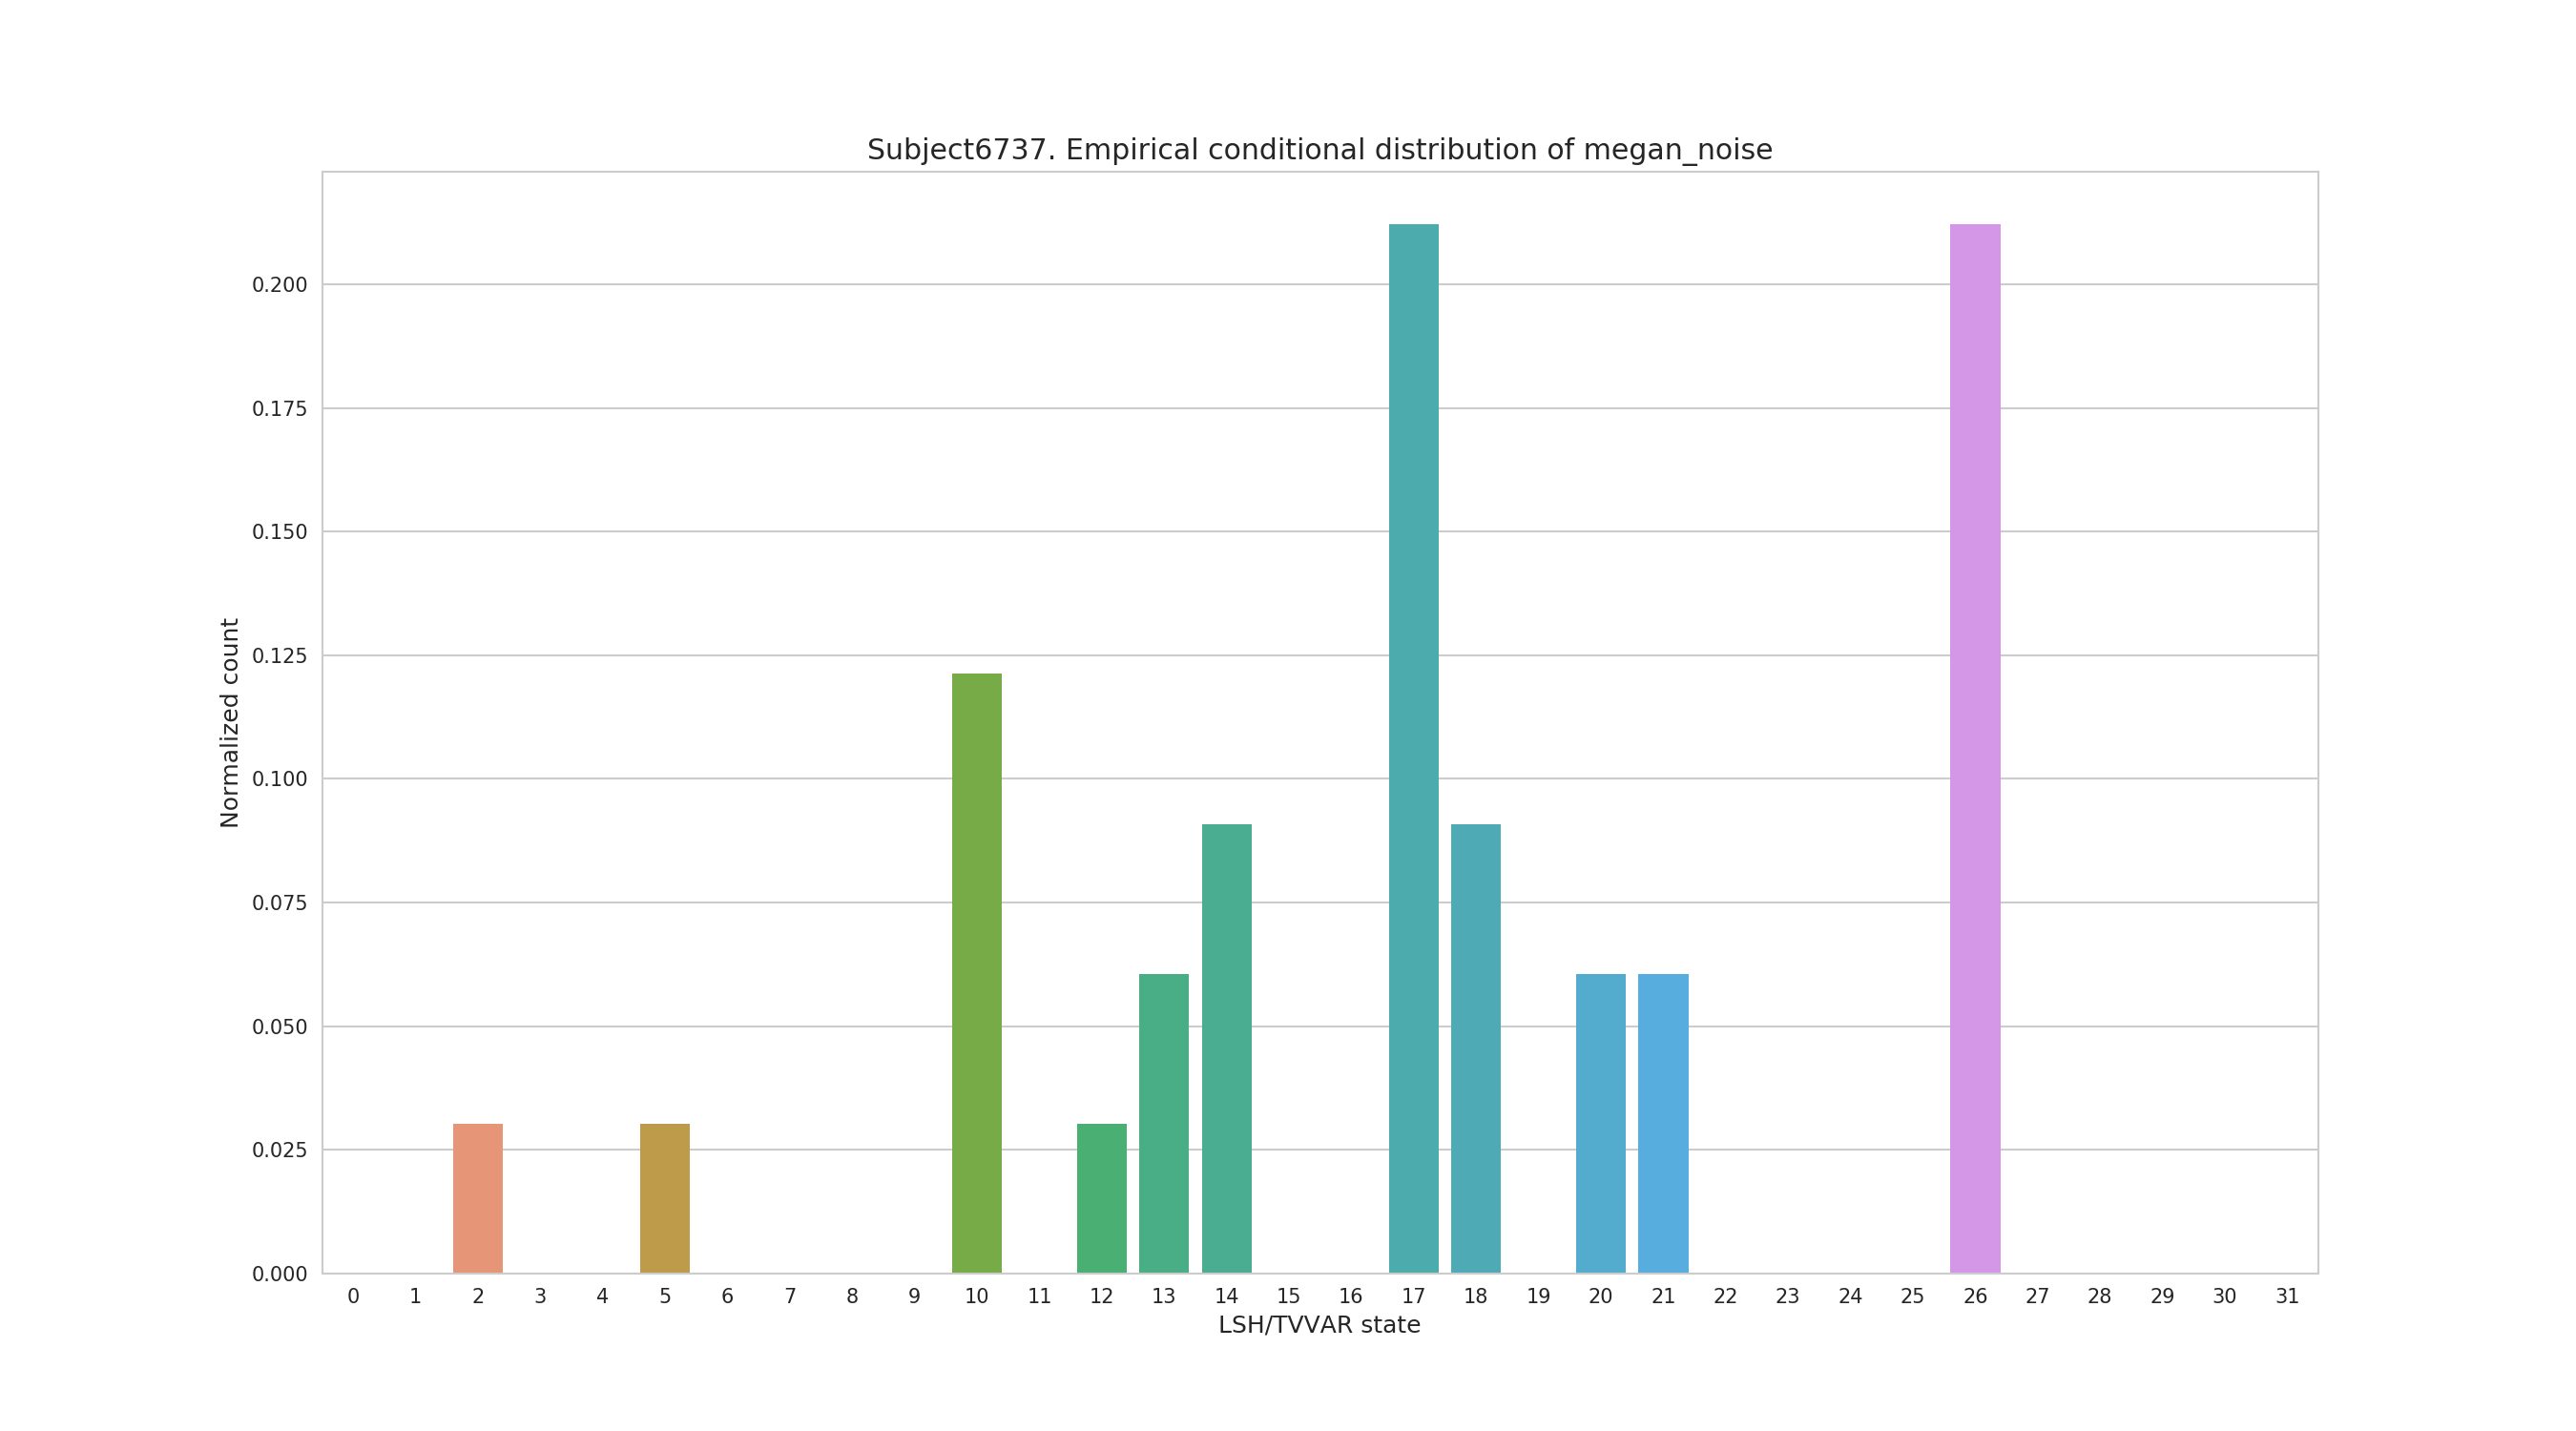 Subject6737. Empirical conditional distribution of megan_noise
0.200
0.175
0.150
0.125
0.100
0.075
0.050
0.025
0.000
Normalized count
0 1 2 3 4 5 6 7 8 9 10 11 12 13 14 15 16 17 18 19 20 21 22 23 24 25 26 27 28 29 30 31
LSH/TVVAR state